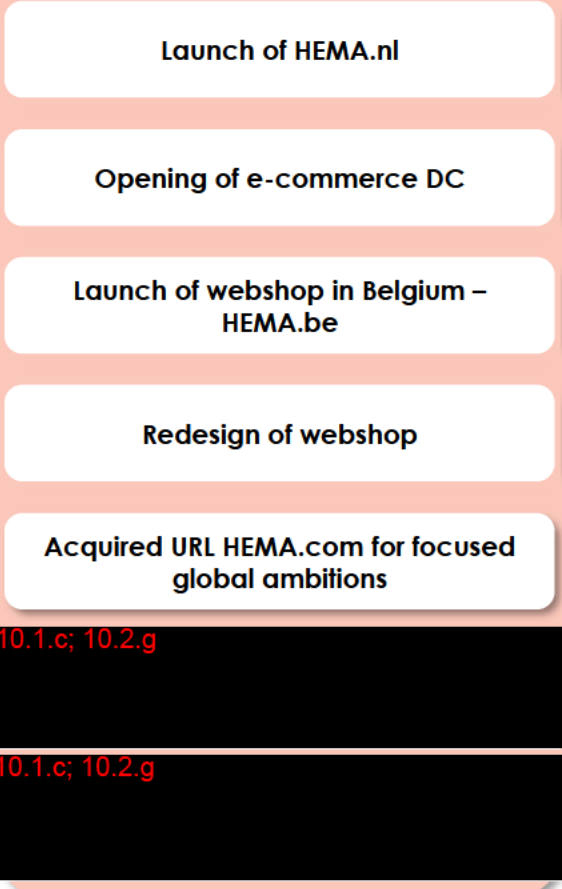 Launch of HEMA.nl
Opening of e-commerce DC
Launch of webshop in Belgium –
HEMA.be
Redesign of webshop
Acquired URL HEMA.com for focused
global ambitions
10.1.c; 10.2.g
10.1.c; 10.2.g